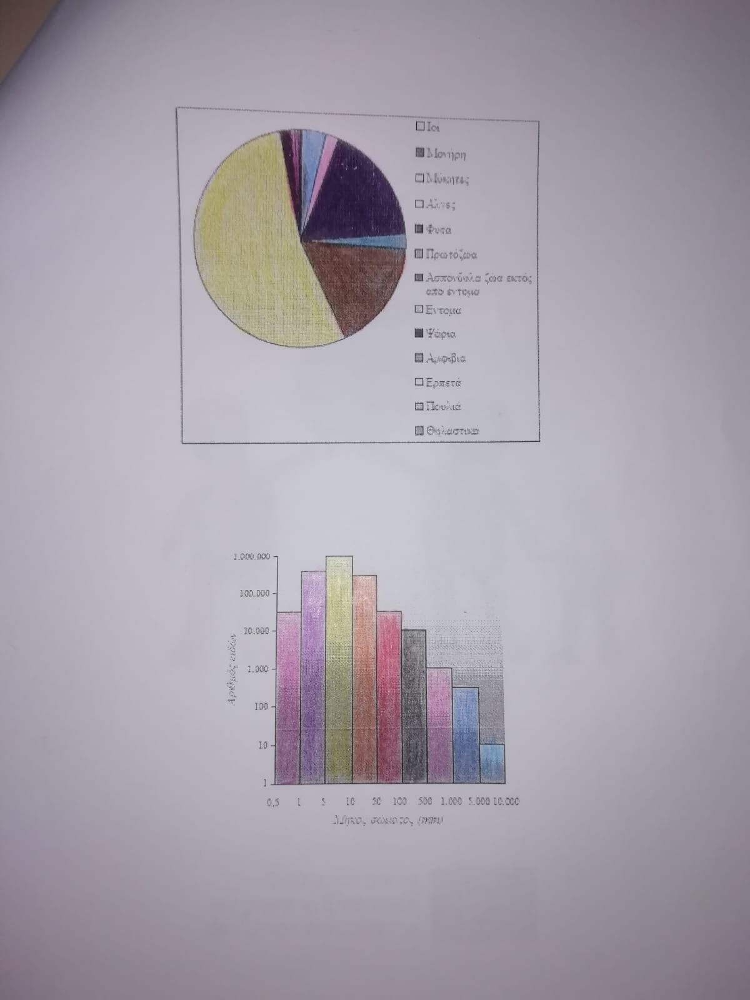 Ιοί
Μονήρη
Μύκητες
Άλγες
Φυτά
Πρωτόζωα
Ασπόνδυλα ζώα εκτός
απο έντομα
Έντομα
Ψάρια
Αμφιβια
Ερπετά
Πουλιά
Θηλαστικά
1.000.000
100.000
10.000
1.000
100
10
1
Αριθμός ειδών
0,5 1 5 10 50 100 500 1.000 5.000 10.000
Μήκος σώματος (mm)